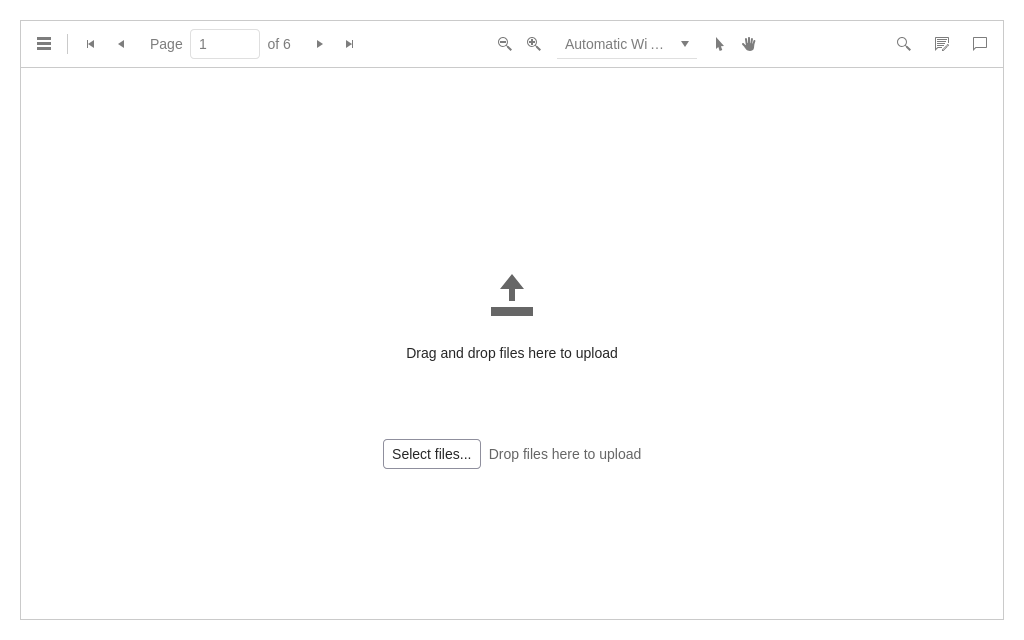 Page 1 of 6 Automatic Wi ...
Drag and drop files here to upload
Select files... Drop files here to upload